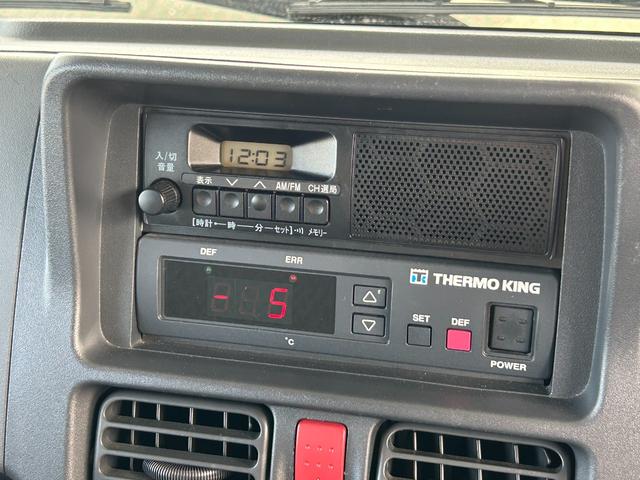 入/切
音量
12:03
表示 AM/FM CH選局
[時計 時 分 セット] メモリー
DEF ERR
- 5
°C
THERMO KING
SET DEF
POWER